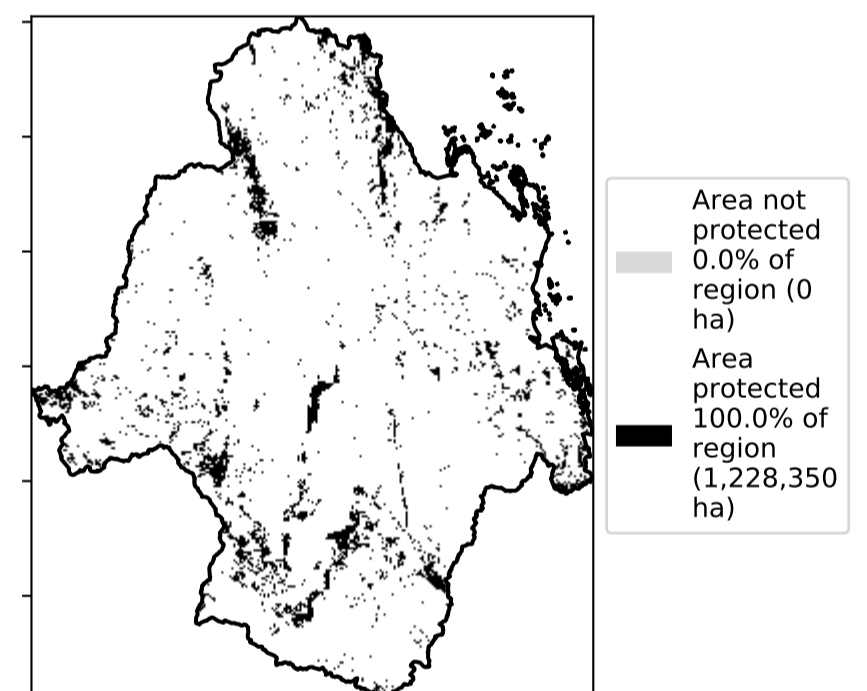 Area not
protected
0.0% of
region (0
ha)
Area
protected
100.0% of
region
(1,228,350
ha)